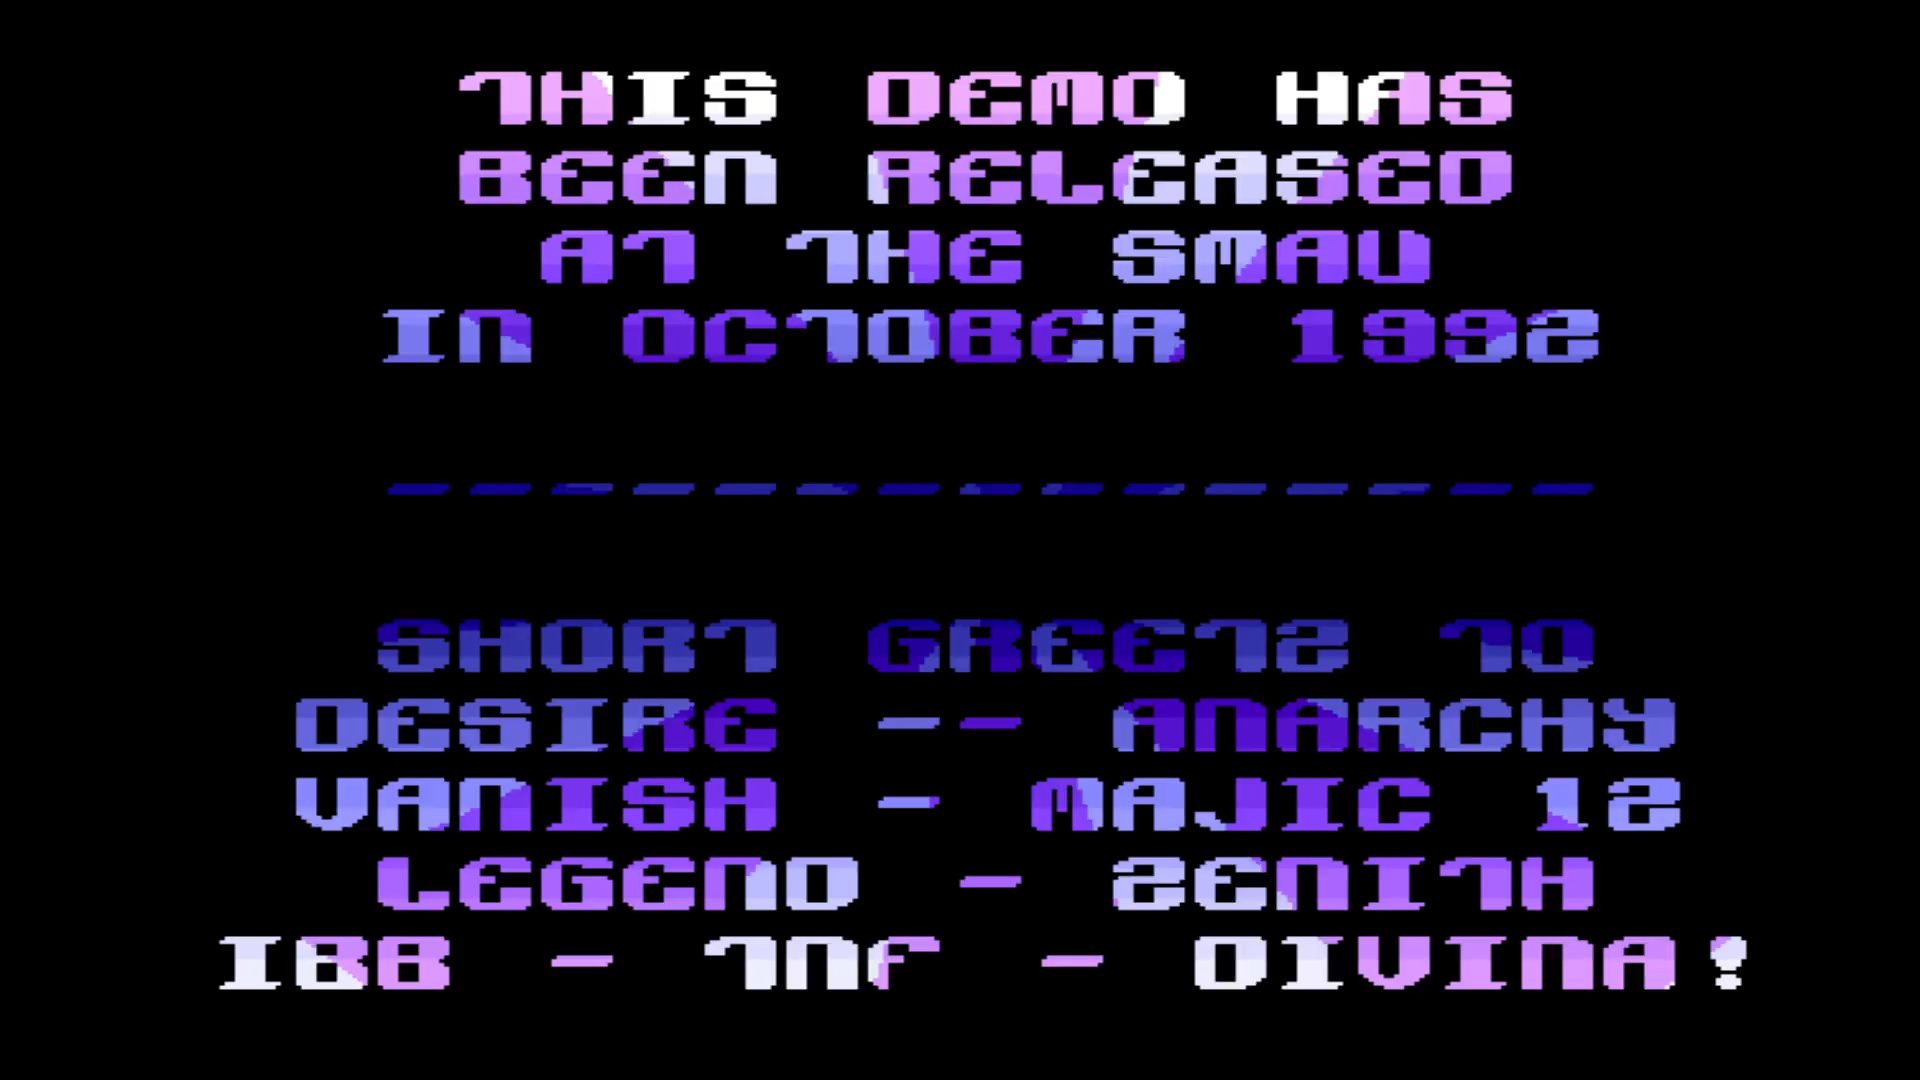 THIS DEMO HAS
BEEN RELEASED
AT THE SMAU
IN OCTOBER 1992
---------------
SHORT GREETS TO
DESIRE -- ANARCHY
VANISH - MAJIC 12
LEGEND - ZENITH
IBB - TNF - DIVINA!